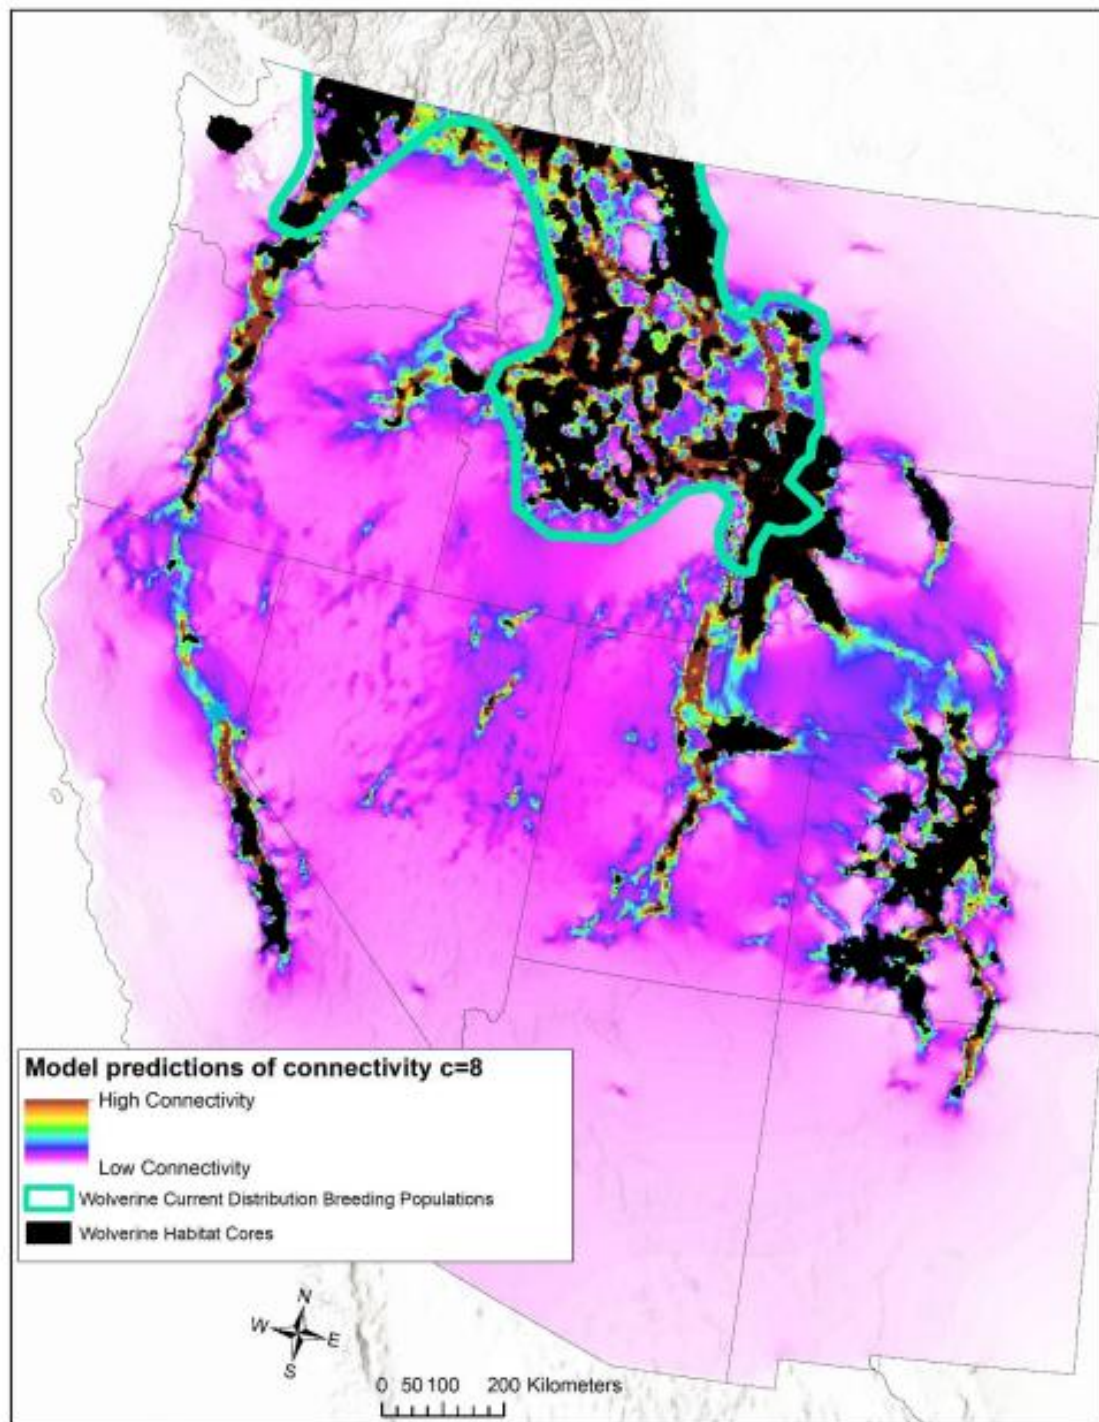 Model predictions of connectivity c=8
High Connectivity
Low Connectivity
Wolverine Current Distribution Breeding Populations
Wolverine Habitat Cores
N
W E
S
0 50 100 200 Kilometers